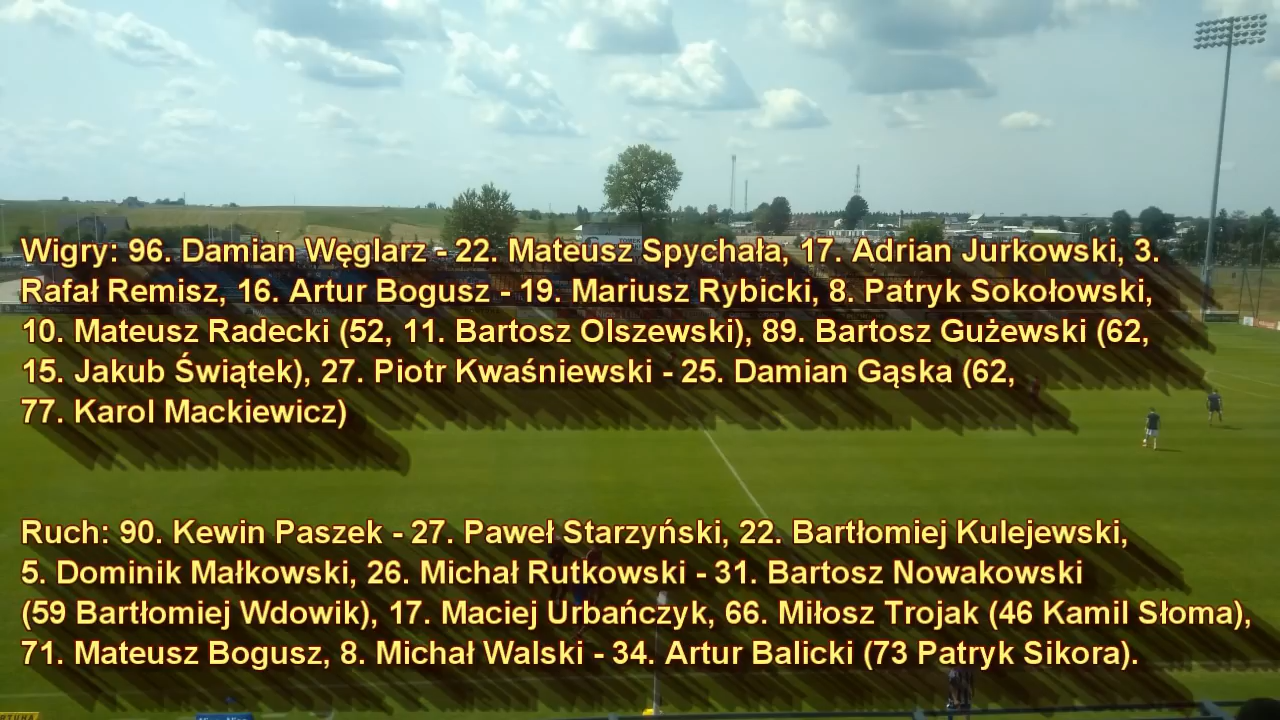 Wigry: 96. Damian Węglarz - 22. Mateusz Spychała, 17. Adrian Jurkowski, 3.
Rafał Remisz, 16. Artur Bogusz - 19. Mariusz Rybicki, 8. Patryk Sokołowski,
10. Mateusz Radecki (52, 11. Bartosz Olszewski), 89. Bartosz Gużewski (62,
15. Jakub Świątek), 27. Piotr Kwaśniewski - 25. Damian Gąska (62,
77. Karol Mackiewicz)
Ruch: 90. Kewin Paszek - 27. Paweł Starzyński, 22. Bartłomiej Kulejewski,
5. Dominik Małkowski, 26. Michał Rutkowski - 31. Bartosz Nowakowski
(59 Bartłomiej Wdowik), 17. Maciej Urbańczyk, 66. Miłosz Trojak (46 Kamil Słoma),
71. Mateusz Bogusz, 8. Michał Walski - 34. Artur Balicki (73 Patryk Sikora).